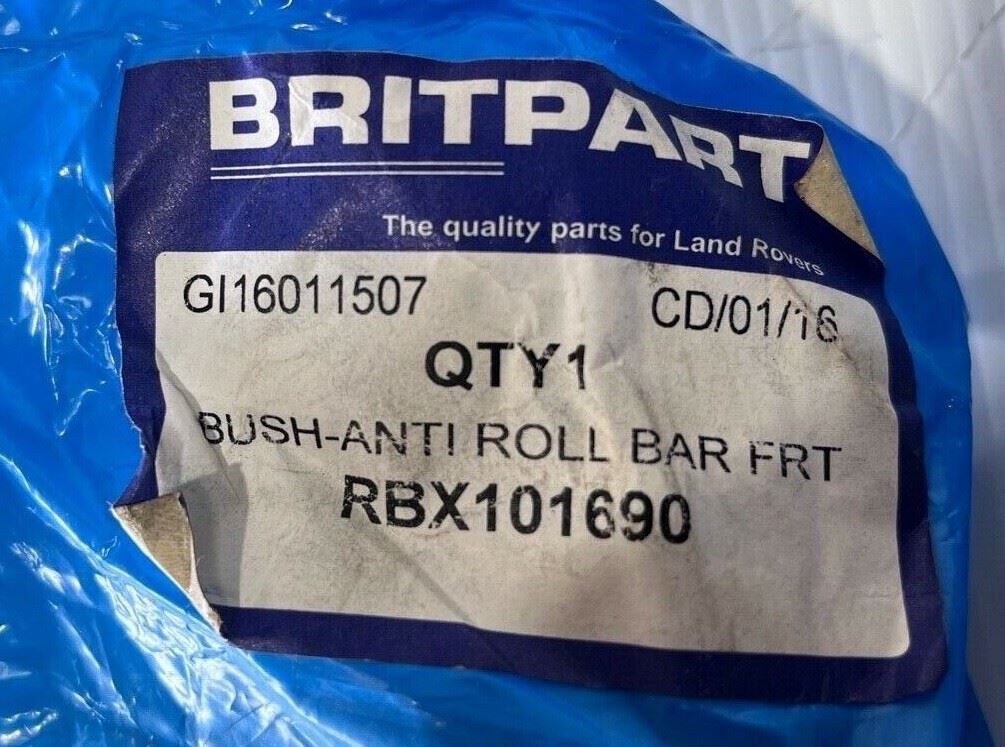 BRITPART
The quality parts for Land Rovers
GI16011507 CD/01/16
QTY1
BUSH-ANTI ROLL BAR FRT
RBX101690